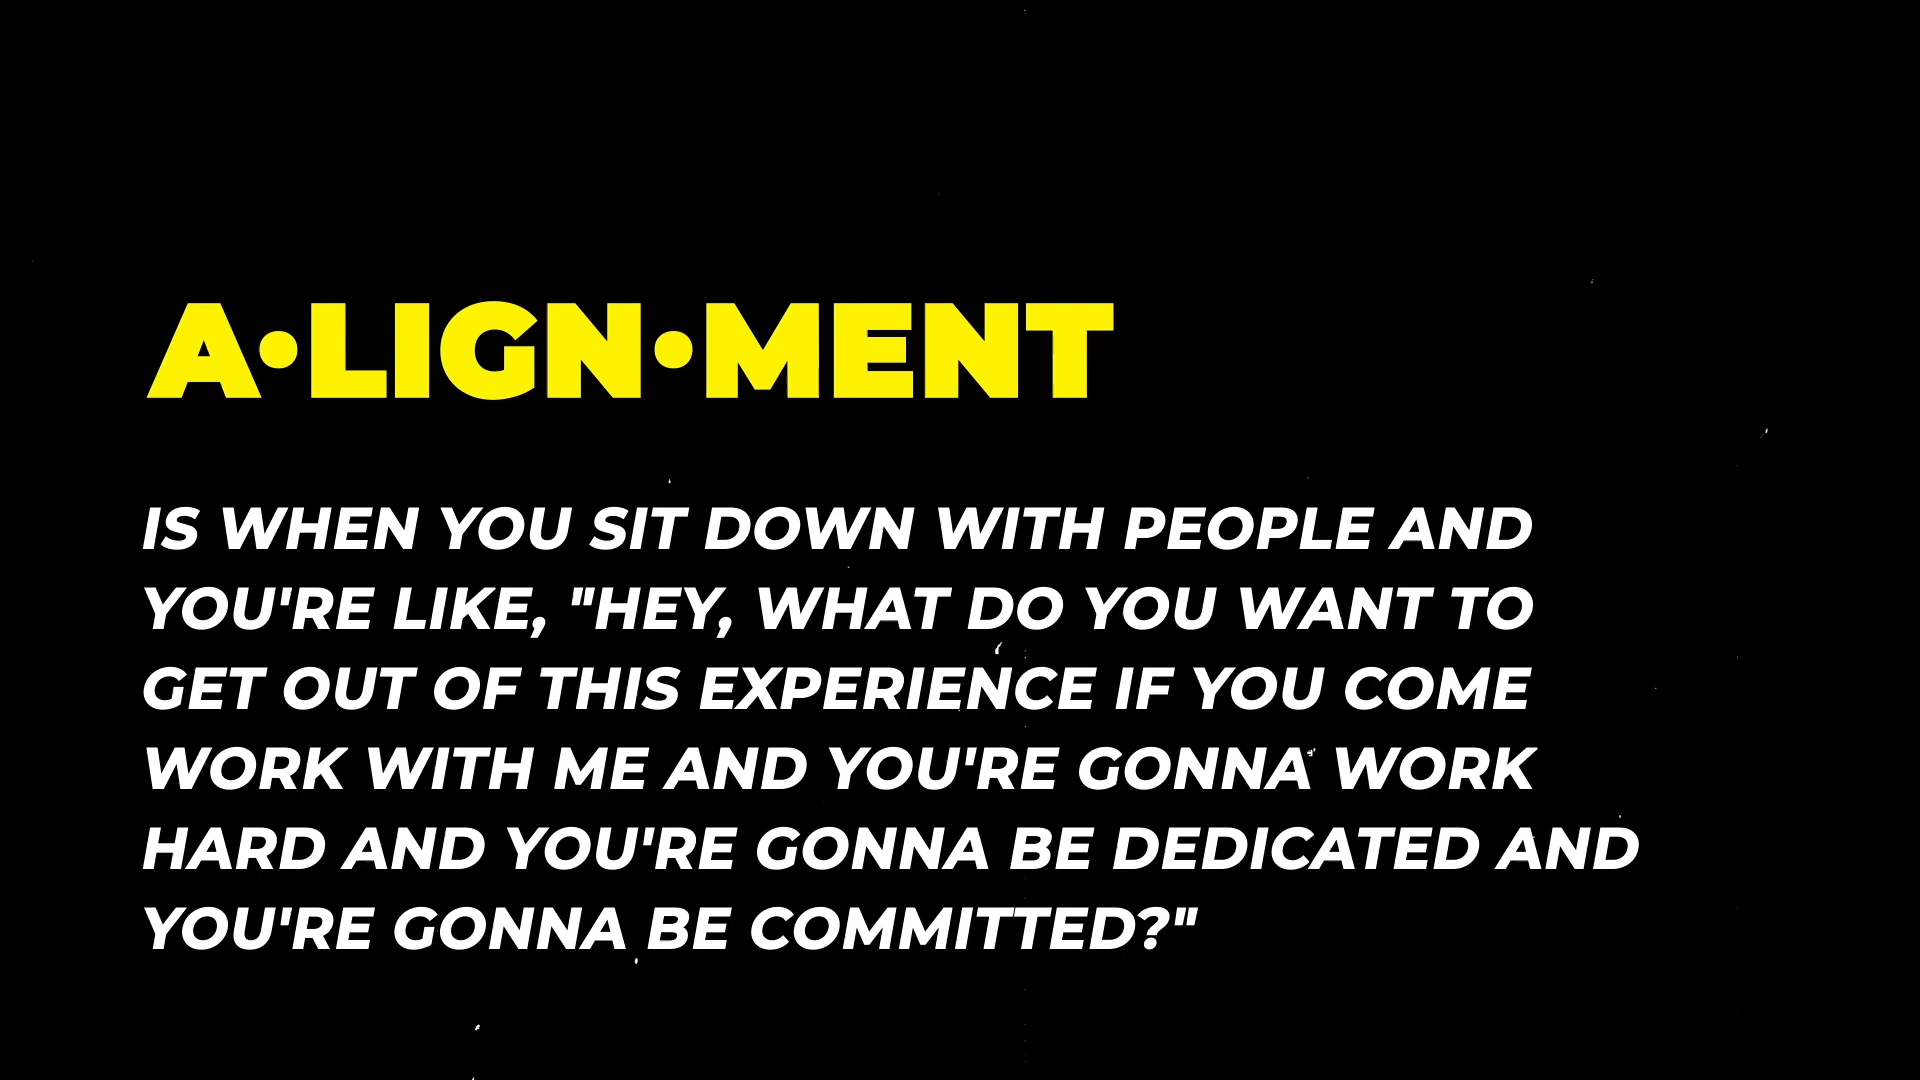 A•LIGN•MENT
IS WHEN YOU SIT DOWN WITH PEOPLE AND
YOU'RE LIKE, "HEY, WHAT DO YOU WANT TO
GET OUT OF THIS EXPERIENCE IF YOU COME
WORK WITH ME AND YOU'RE GONNA WORK
HARD AND YOU'RE GONNA BE DEDICATED AND
YOU'RE GONNA BE COMMITTED?"